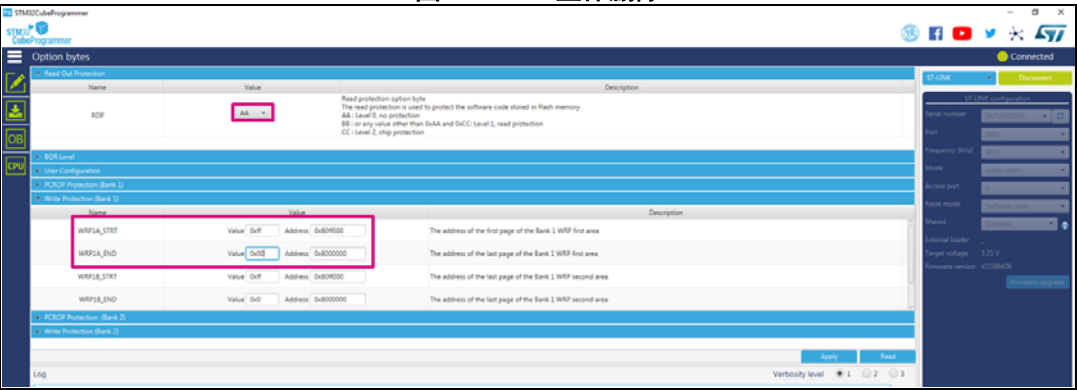 STM32CubeProgrammer
STM32
CubeProgrammer
Option bytes
Connected
Read Out Protection
Name Value Description
RDP AA
Read protection option byte
The read protection is used to protect the software code stored in Flash memory.
AA : Level 0, no protection
BB : or any value other than 0xAA and 0xCC: Level 1, read protection
CC : Level 2, chip protection
BOR Level
User Configuration
PCROP Protection (Bank 1)
Write Protection (Bank 1)
Name Value Description
WRP1A_STRT Value 0xff Address 0x80ff000 The address of the first page of the Bank 1 WRP first area
WRP1A_END Value 0x00 Address 0x8000000 The address of the last page of the Bank 1 WRP first area
WRP1B_STRT Value 0xff Address 0x80ff000 The address of the last page of the Bank 1 WRP second area
WRP1B_END Value 0x0 Address 0x8000000 The address of the last page of the Bank 1 WRP second area
PCROP Protection (Bank 2)
Write Protection (Bank 2)
Apply Read
Log Verbosity level 1 2 3
OB
CPU
ST-LINK Disconnect
ST-LINK configuration
Serial number
Port
Frequency (kHz)
Mode
Access port 0
Reset mode Software reset
Shared Disabled
External loader -
Target voltage 3.21 V
Firmware version V2J36M26
Firmware upgrade